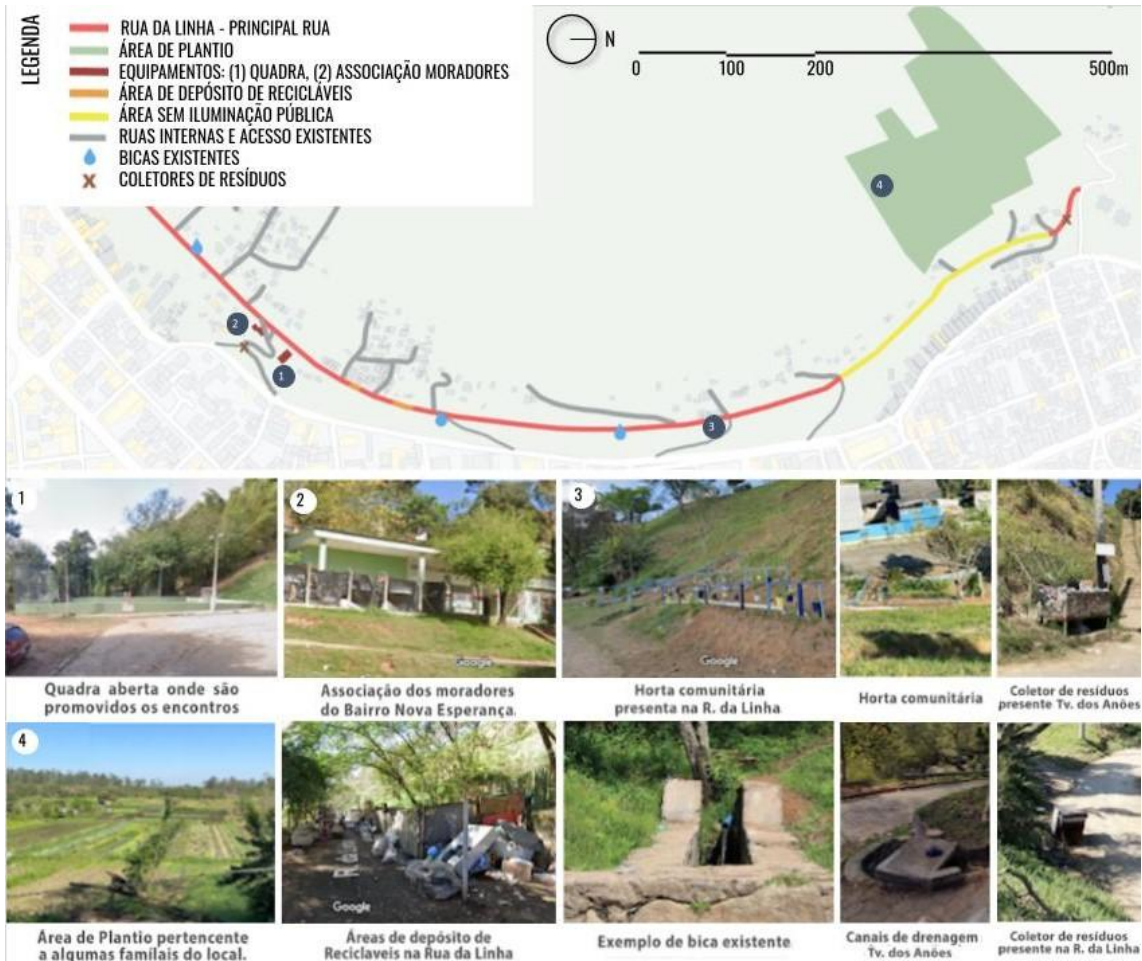 LEGENDA
RUA DA LINHA - PRINCIPAL RUA
ÁREA DE PLANTIO
EQUIPAMENTOS: (1) QUADRA, (2) ASSOCIAÇÃO MORADORES
ÁREA DE DEPÓSITO DE RECICLÁVEIS
ÁREA SEM ILUMINAÇÃO PÚBLICA
RUAS INTERNAS E ACESSO EXISTENTES
BICAS EXISTENTES
COLETORES DE RESÍDUOS
N
0 100 200 500m
4
2
1
3
1
Quadra aberta onde são
promovidos os encontros
2
Google
Associação dos moradores
do Bairro Nova Esperança.
3
Google
Horta comunitária
presenta na R. da Linha
Horta comunitária
Coletor de resíduos
presente Tv. dos Anões
4
Área de Plantio pertencente
a algumas famílais do local.
Google
Áreas de depósito de
Reciclaveis na Rua da Linha
Exemplo de bica existente
Canais de drenagem
Tv. dos Anões
Coletor de resíduos
presente na R. da Linha